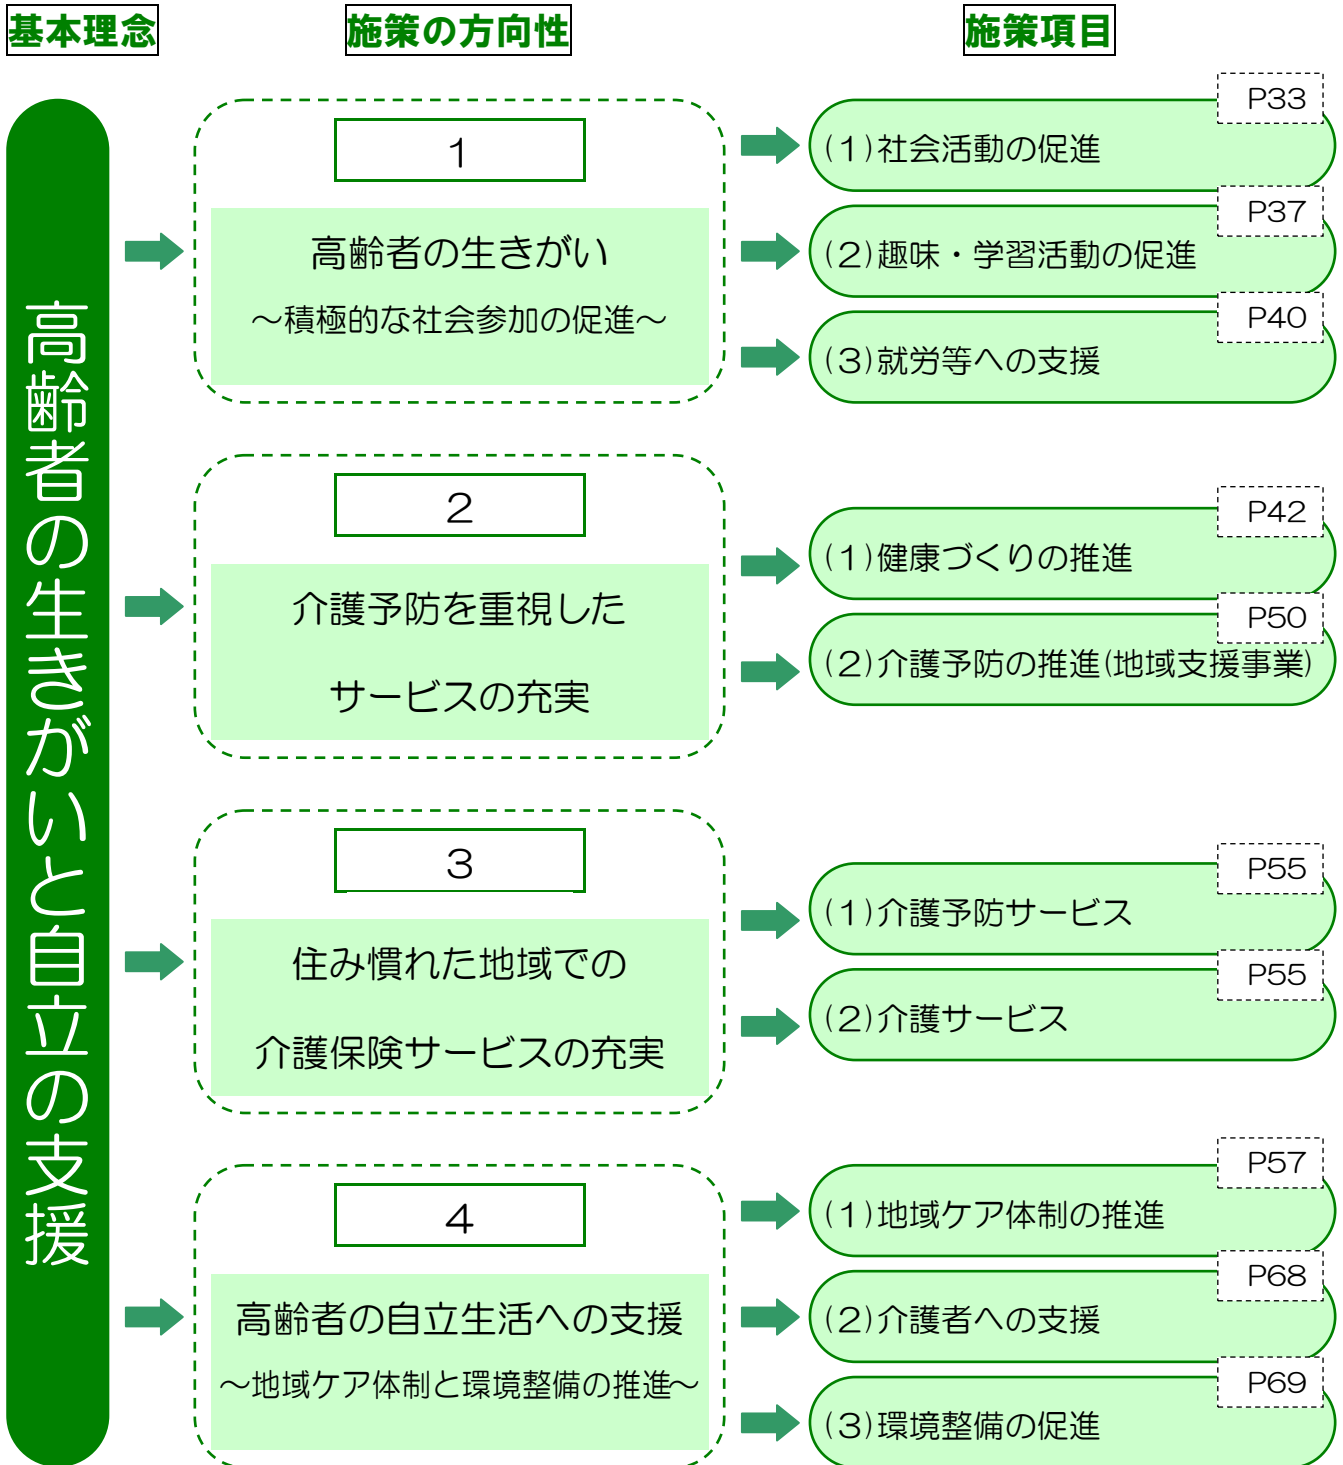 基本理念
施策の方向性
施策項目
高齢者の生きがいと自立の支援
1
高齢者の生きがい
～積極的な社会参加の促進～
P33
(1)社会活動の促進
P37
(2)趣味・学習活動の促進
P40
(3)就労等への支援
2
介護予防を重視した
サービスの充実
P42
(1)健康づくりの推進
P50
(2)介護予防の推進(地域支援事業)
3
住み慣れた地域での
介護保険サービスの充実
P55
(1)介護予防サービス
P55
(2)介護サービス
4
高齢者の自立生活への支援
～地域ケア体制と環境整備の推進～
P57
(1)地域ケア体制の推進
P68
(2)介護者への支援
P69
(3)環境整備の促進